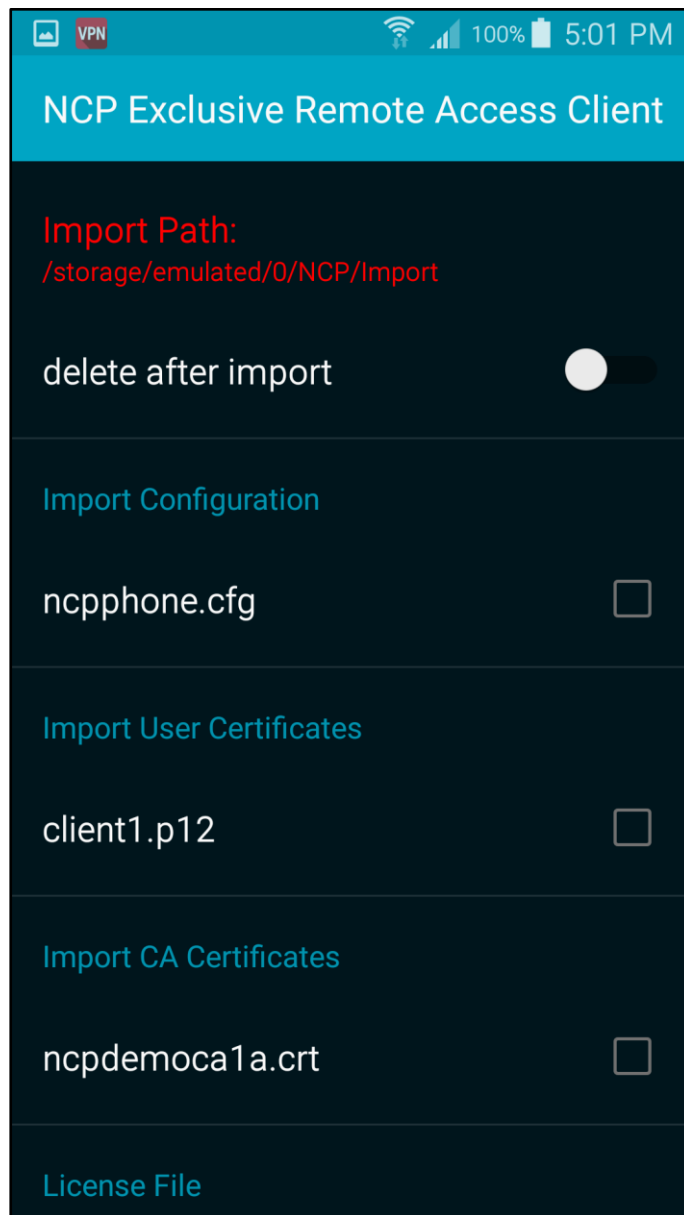 VPN 100% 5:01 PM
NCP Exclusive Remote Access Client
Import Path:
/storage/emulated/0/NCP/Import
delete after import
Import Configuration
ncpphone.cfg
Import User Certificates
client1.p12
Import CA Certificates
ncpdemoca1a.crt
License File